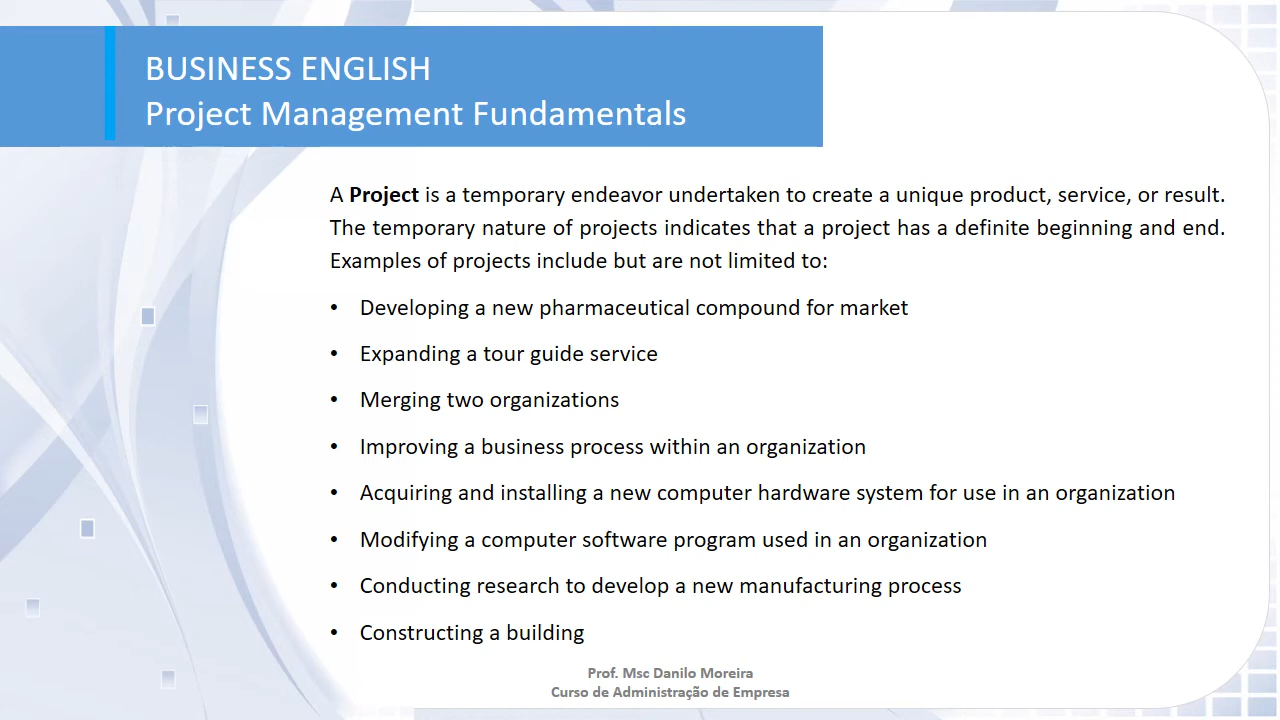 BUSINESS ENGLISH
Project Management Fundamentals
A Project is a temporary endeavor undertaken to create a unique product, service, or result.
The temporary nature of projects indicates that a project has a definite beginning and end.
Examples of projects include but are not limited to:
• Developing a new pharmaceutical compound for market
• Expanding a tour guide service
• Merging two organizations
• Improving a business process within an organization
• Acquiring and installing a new computer hardware system for use in an organization
• Modifying a computer software program used in an organization
• Conducting research to develop a new manufacturing process
• Constructing a building
Prof. Msc Danilo Moreira
Curso de Administração de Empresa